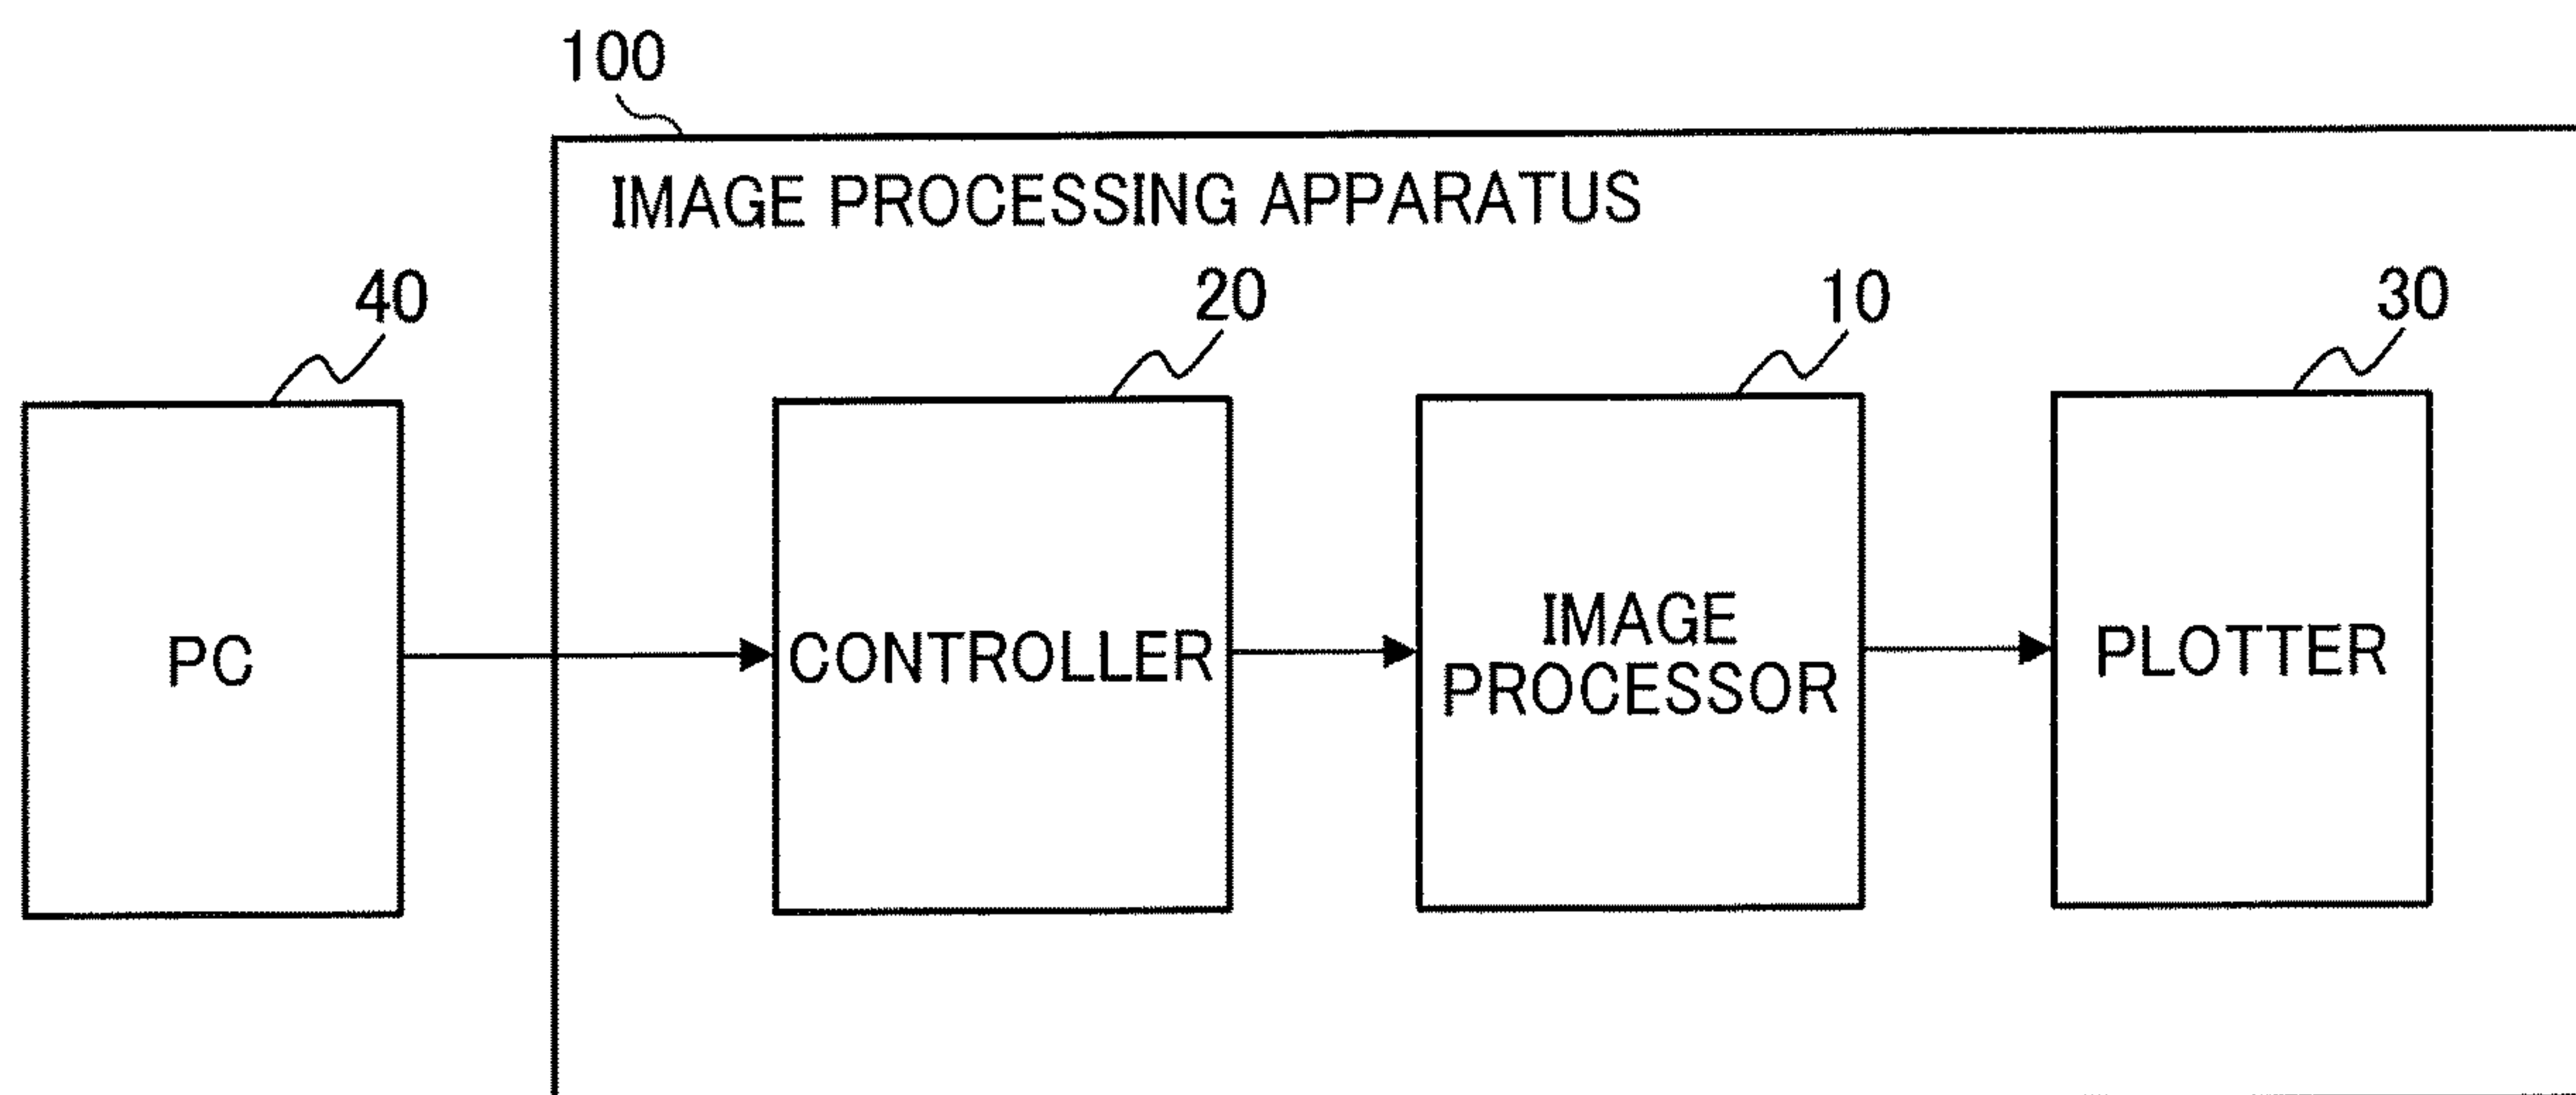 100
IMAGE PROCESSING APPARATUS
40
20
10
30
PC
CONTROLLER
IMAGE
PROCESSOR
PLOTTER